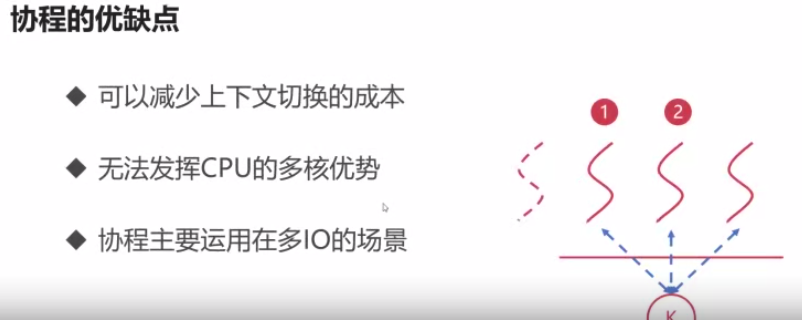 协程的优缺点
◆ 可以减少上下文切换的成本
1 2
◆ 无法发挥CPU的多核优势
◆ 协程主要运用在多IO的场景
K